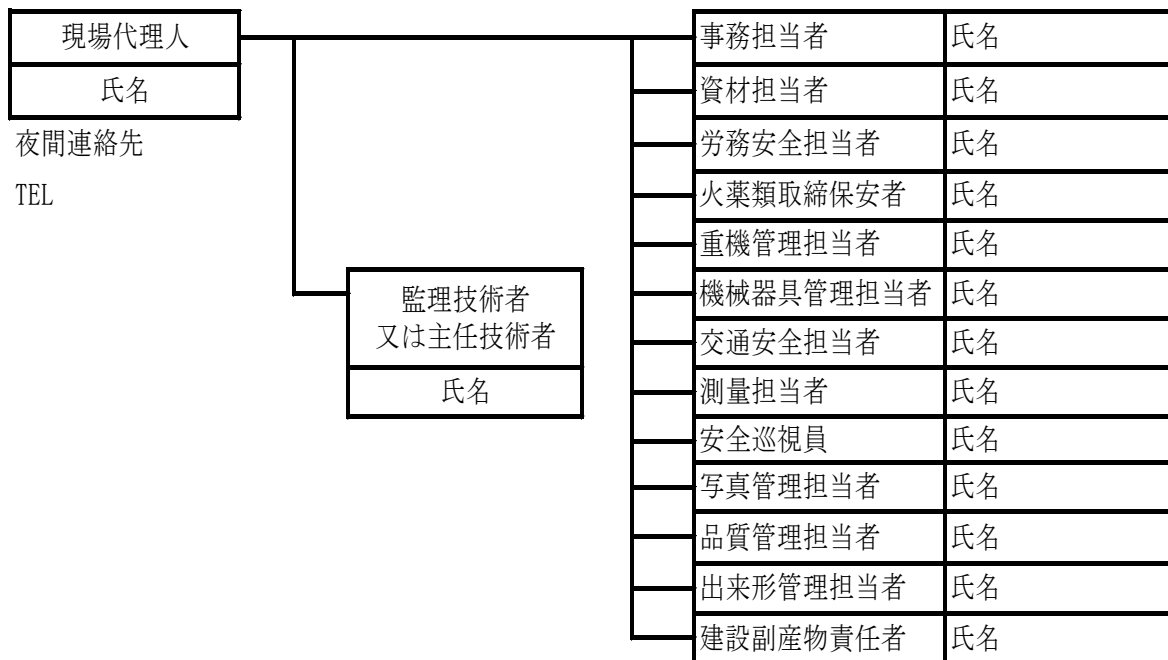 現場代理人
氏名
夜間連絡先
TEL
監理技術者
又は主任技術者
氏名
事務担当者 氏名
資材担当者 氏名
労務安全担当者 氏名
火薬類取締保安者 氏名
重機管理担当者 氏名
機械器具管理担当者 氏名
交通安全担当者 氏名
測量担当者 氏名
安全巡視員 氏名
写真管理担当者 氏名
品質管理担当者 氏名
出来形管理担当者 氏名
建設副産物責任者 氏名